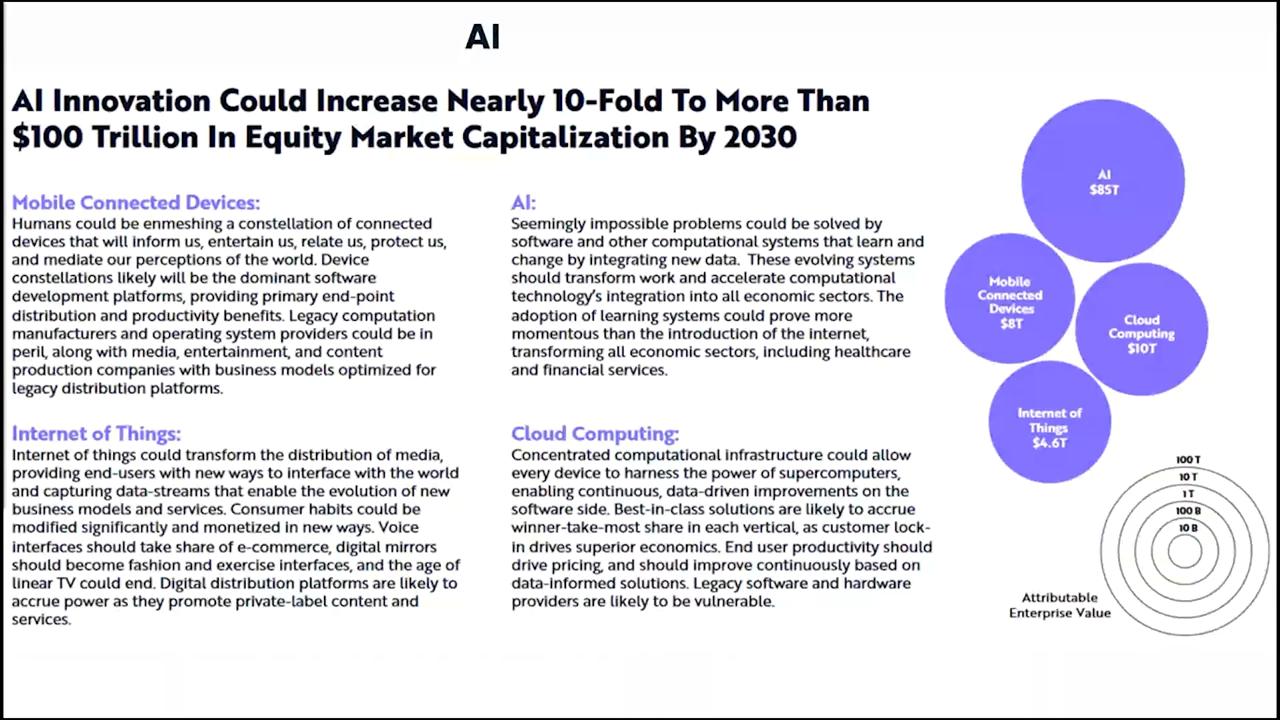 AI
AI Innovation Could Increase Nearly 10-Fold To More Than
$100 Trillion In Equity Market Capitalization By 2030
Mobile Connected Devices:
Humans could be enmeshing a constellation of connected
devices that will inform us, entertain us, relate us, protect us,
and mediate our perceptions of the world. Device
constellations likely will be the dominant software
development platforms, providing primary end-point
distribution and productivity benefits. Legacy computation
manufacturers and operating system providers could be in
peril, along with media, entertainment, and content
production companies with business models optimized for
legacy distribution platforms.
AI:
Seemingly impossible problems could be solved by
software and other computational systems that learn and
change by integrating new data.  These evolving systems
should transform work and accelerate computational
technology's integration into all economic sectors. The
adoption of learning systems could prove more
momentous than the introduction of the internet,
transforming all economic sectors, including healthcare
and financial services.
Internet of Things:
Internet of things could transform the distribution of media,
providing end-users with new ways to interface with the world
and capturing data-streams that enable the evolution of new
business models and services. Consumer habits could be
modified significantly and monetized in new ways. Voice
interfaces should take share of e-commerce, digital mirrors
should become fashion and exercise interfaces, and the age of
linear TV could end. Digital distribution platforms are likely to
accrue power as they promote private-label content and
services.
Cloud Computing:
Concentrated computational infrastructure could allow
every device to harness the power of supercomputers,
enabling continuous, data-driven improvements on the
software side. Best-in-class solutions are likely to accrue
winner-take-most share in each vertical, as customer lock-
in drives superior economics. End user productivity should
drive pricing, and should improve continuously based on
data-informed solutions. Legacy software and hardware
providers are likely to be vulnerable.
AI
$85T
Mobile
Connected
Devices
$8T
Cloud
Computing
$10T
Internet of
Things
$4.6T
100 T
10 T
1 T
100 B
10 B
Attributable
Enterprise Value